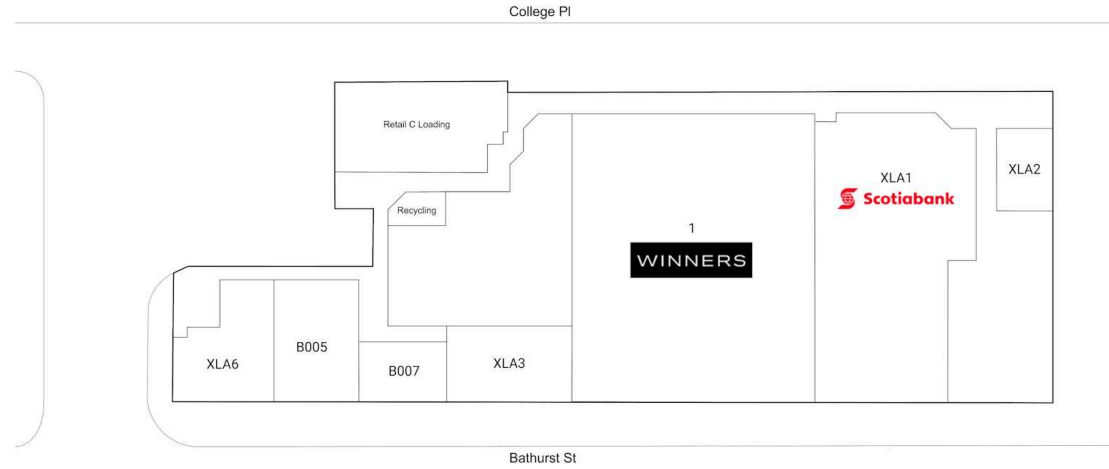 College Pl
Retail C Loading
XLA2
XLA1
Scotiabank
Recycling
1
WINNERS
B005
XLA6
B007
XLA3
Bathurst St